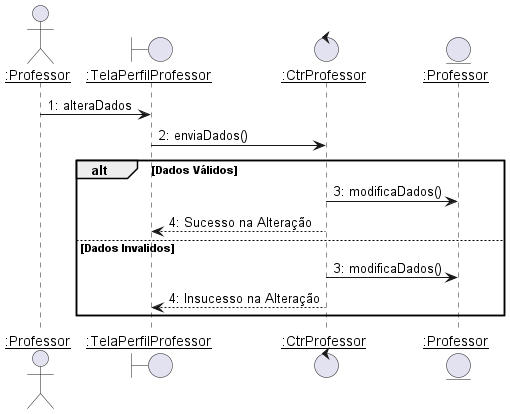 :Professor
:TelaPerfilProfessor
:CtrProfessor
:Professor
1: alteraDados
2: enviaDados()
alt
[Dados Válidos]
3: modificaDados()
4: Sucesso na Alteração
[Dados Invalidos]
3: modificaDados()
4: Insucesso na Alteração
:Professor
:TelaPerfilProfessor
:CtrProfessor
:Professor